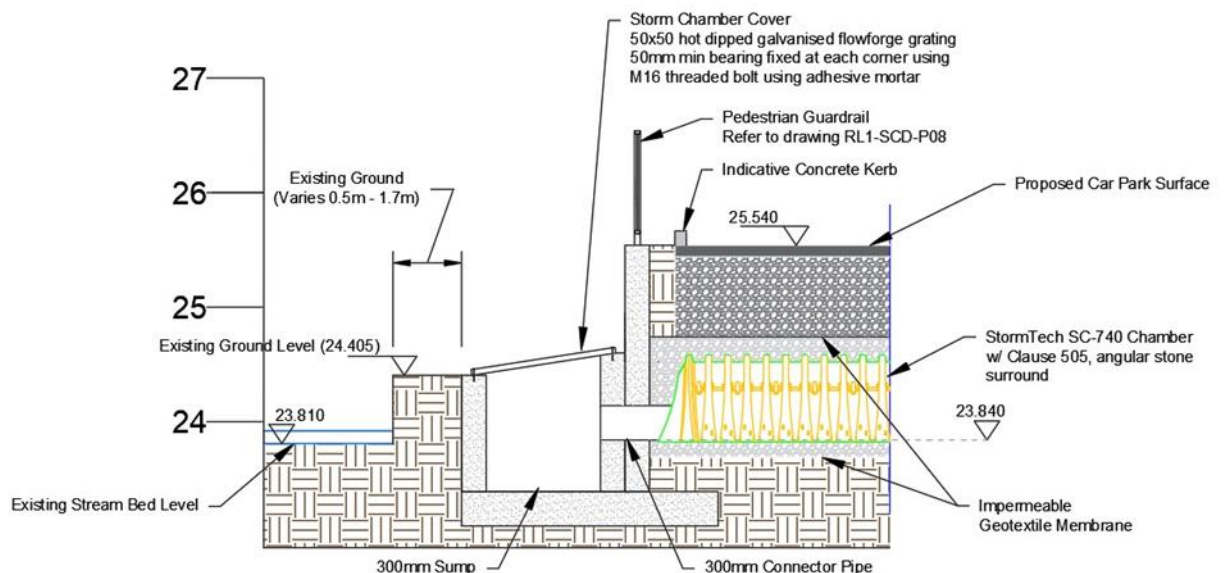 Storm Chamber Cover
50x50 hot dipped galvanised flowforge grating
50mm min bearing fixed at each corner using
M16 threaded bolt using adhesive mortar
27
Pedestrian Guardrail
Refer to drawing RL1-SCD-P08
Indicative Concrete Kerb
Existing Ground
(Varies 0.5m - 1.7m)
Proposed Car Park Surface
26
25.540
25
Existing Ground Level (24.405)
StormTech SC-740 Chamber
w/ Clause 505, angular stone
surround
23.810
24
23.840
Existing Stream Bed Level
Impermeable
Geotextile Membrane
300mm Sump
300mm Connector Pipe